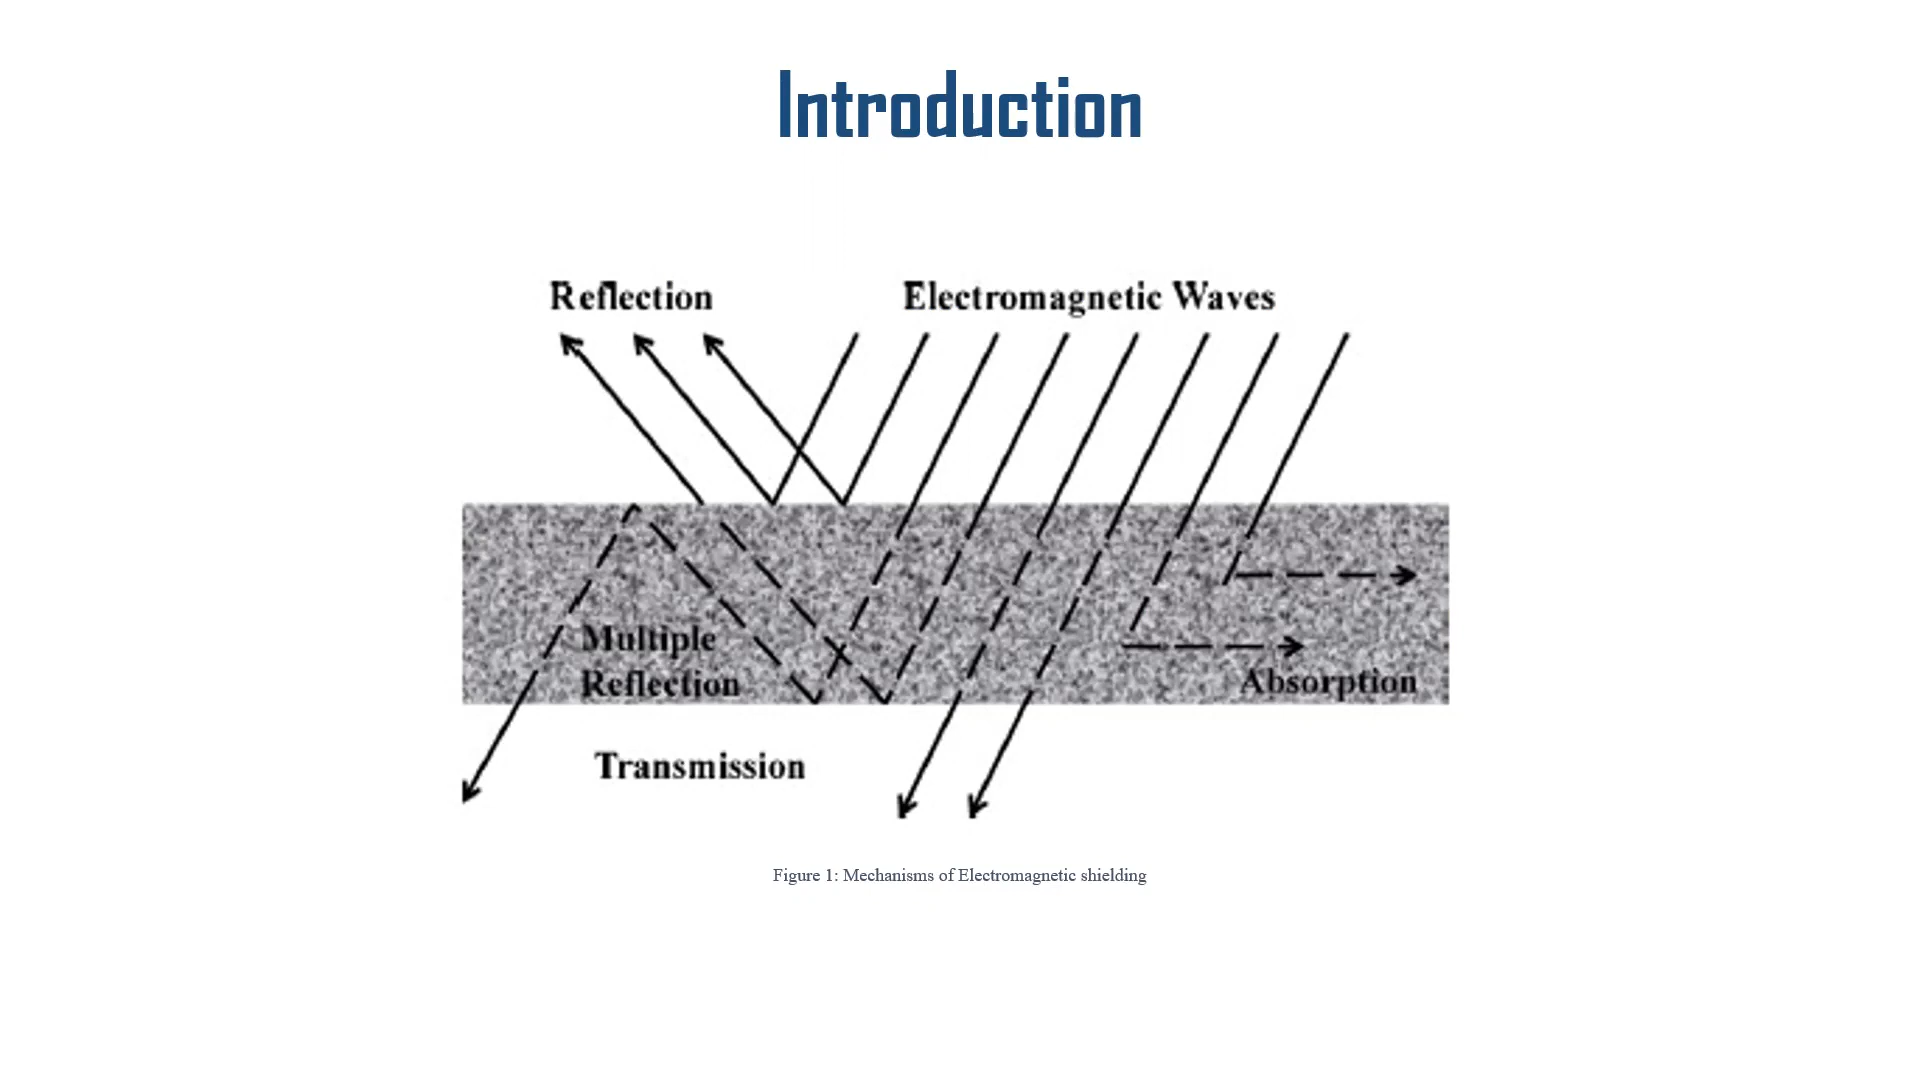 Introduction
Reflection
Electromagnetic Waves
Multiple
Reflection
Absorption
Transmission
Figure 1: Mechanisms of Electromagnetic shielding